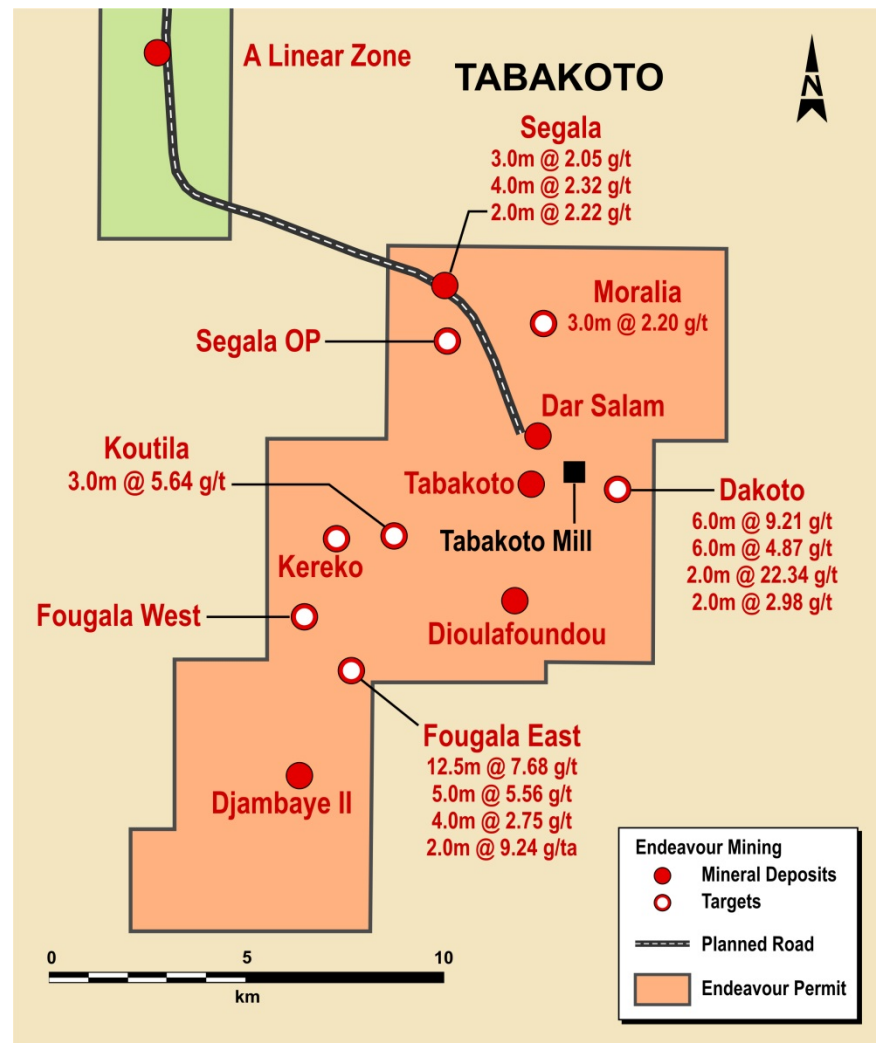 A Linear Zone
TABAKOTO
N
Segala
3.0m @ 2.05 g/t
4.0m @ 2.32 g/t
2.0m @ 2.22 g/t
Moralia
3.0m @ 2.20 g/t
Segala OP
Dar Salam
Koutila
3.0m @ 5.64 g/t
Tabakoto
Dakoto
6.0m @ 9.21 g/t
6.0m @ 4.87 g/t
2.0m @ 22.34 g/t
2.0m @ 2.98 g/t
Tabakoto Mill
Kereko
Fougala West
Dioulafoundou
Fougala East
12.5m @ 7.68 g/t
5.0m @ 5.56 g/t
4.0m @ 2.75 g/t
2.0m @ 9.24 g/ta
Djambaye II
Endeavour Mining
Mineral Deposits
Targets
Planned Road
Endeavour Permit
0 5 10
km